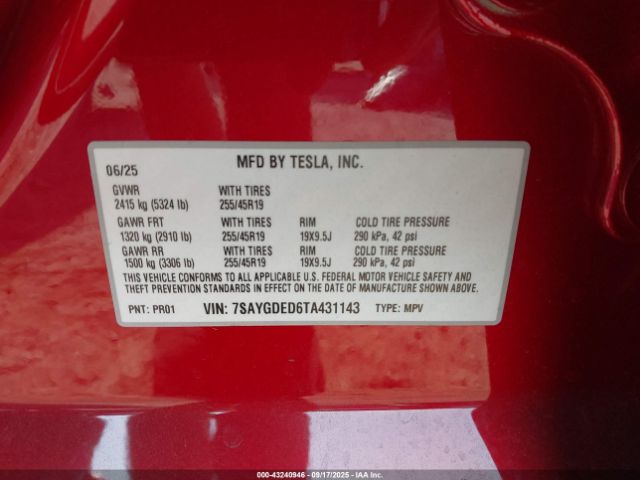 06/25 MFD BY TESLA, INC.
GVWR WITH TIRES
2415 kg (5324 lb) 255/45R19
GAWR FRT WITH TIRES RIM COLD TIRE PRESSURE
1320 kg (2910 lb) 255/45R19 19X9.5J 290 kPa, 42 psi
GAWR RR WITH TIRES RIM COLD TIRE PRESSURE
1500 kg (3306 lb) 255/45R19 19X9.5J 290 kPa, 42 psi
THIS VEHICLE CONFORMS TO ALL APPLICABLE U.S. FEDERAL MOTOR VEHICLE SAFETY AND
THEFT PREVENTION STANDARDS IN EFFECT ON THE DATE OF MANUFACTURE SHOWN ABOVE.
PNT: PR01 VIN: 7SAYGDED6TA431143 TYPE: MPV
000-43240946 - 09/17/2025 - IAA Inc.